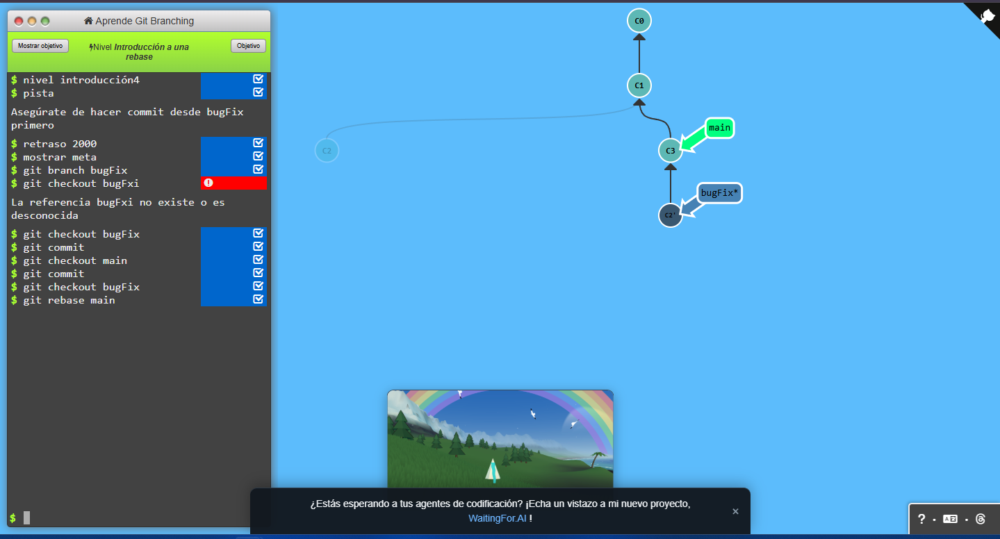 Aprende Git Branching
Mostrar objetivo
Nivel Introducción a una
rebase
Objetivo
$ nivel introducción4
$ pista
Asegúrate de hacer commit desde bugFix
primero
$ retraso 2000
$ mostrar meta
$ git branch bugFix
$ git checkout bugFxi
La referencia bugFxi no existe o es
desconocida
$ git checkout bugFix
$ git commit
$ git checkout main
$ git commit
$ git checkout bugFix
$ git rebase main
$
C0
C1
C2
C3
main
C2'
bugFix*
¿Estás esperando a tus agentes de codificación? ¡Echa un vistazo a mi nuevo proyecto,
WaitingFor.AI !
×
?